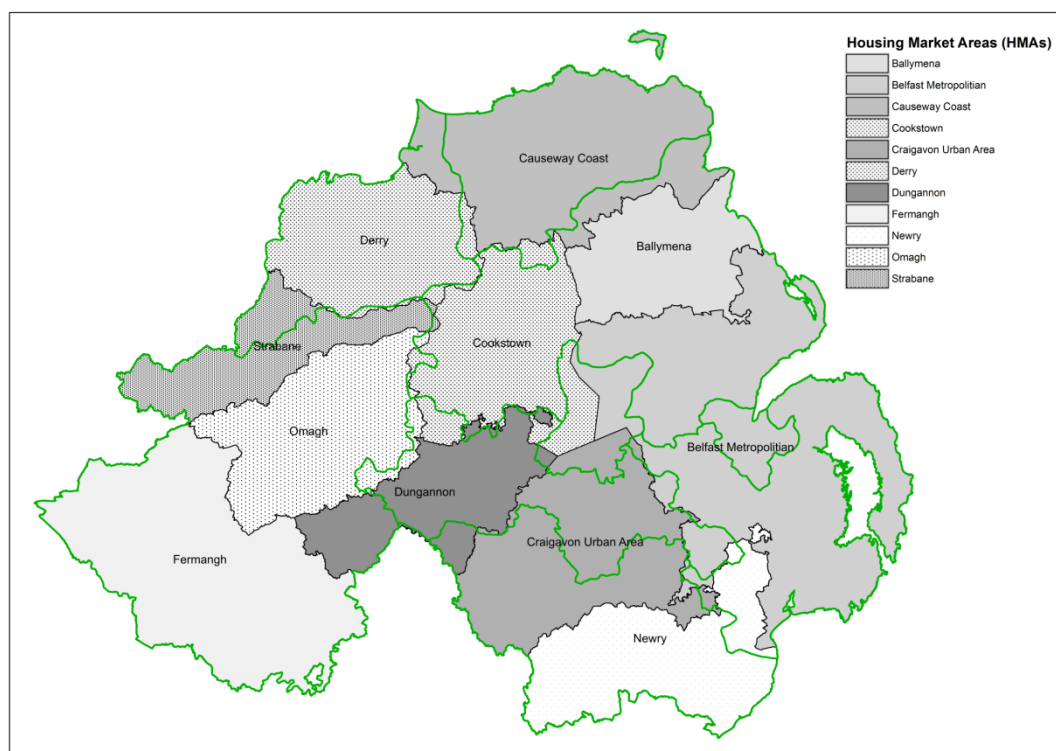 Housing Market Areas (HMAs)
Ballymena
Belfast Metropolitian
Causeway Coast
Cookstown
Craigavon Urban Area
Derry
Dungannon
Fermangh
Newry
Omagh
Strabane
Causeway Coast
Derry
Ballymena
Strabane
Cookstown
Omagh
Belfast Metropolitian
Dungannon
Craigavon Urban Area
Fermangh
Newry